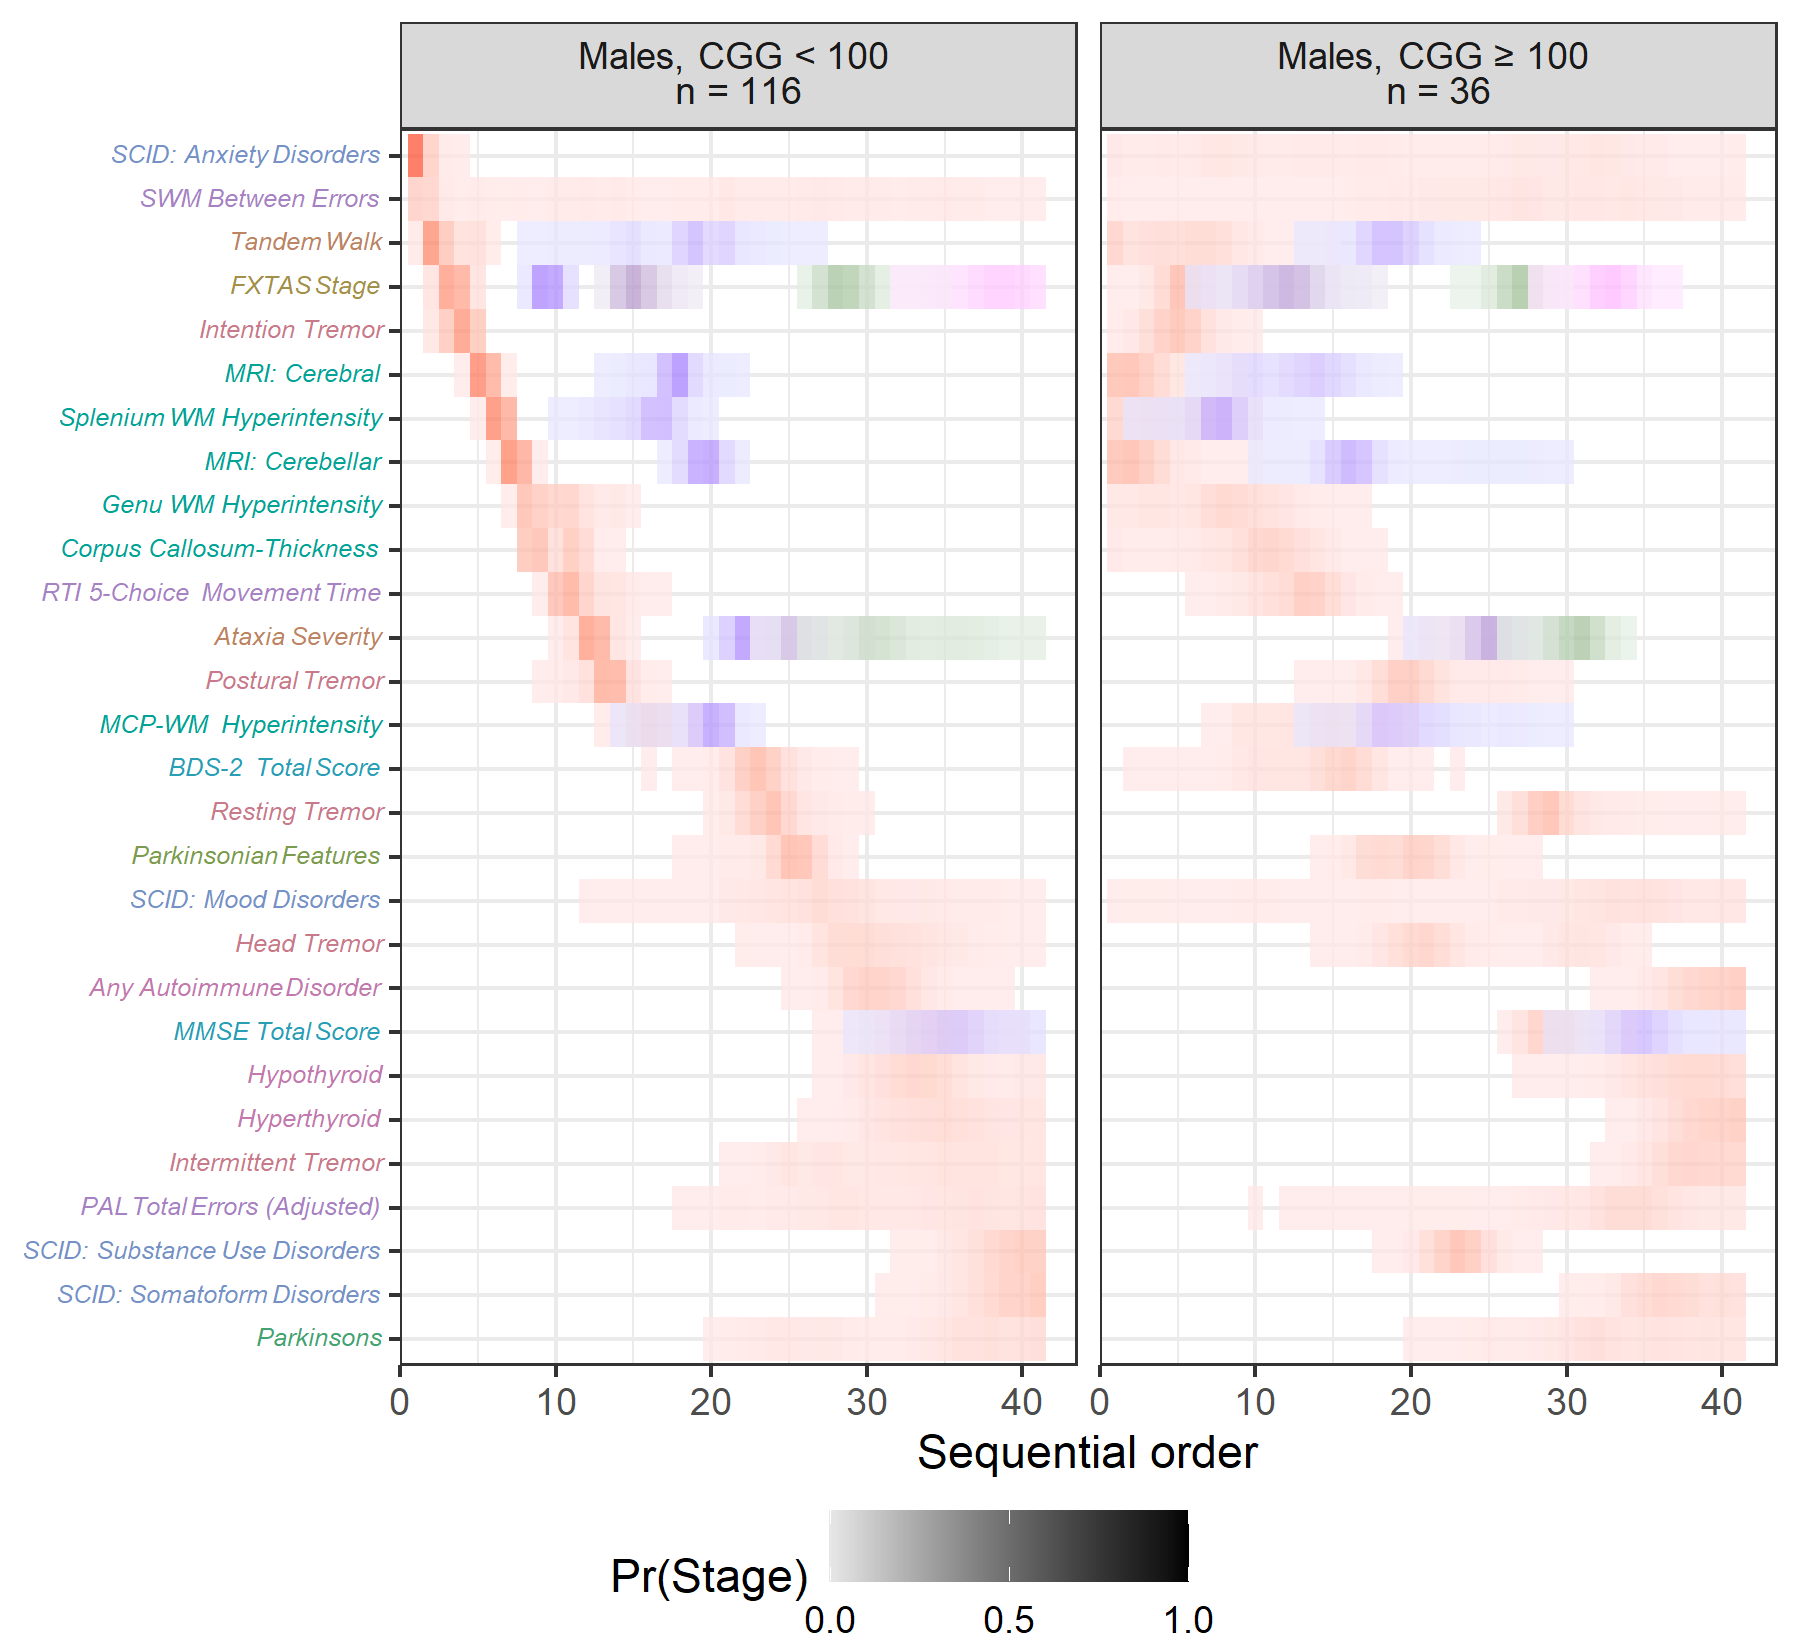 Males, CGG < 100
n = 116
Males, CGG ≥ 100
n = 36
SCID: Anxiety Disorders
SWM Between Errors
Tandem Walk
FXTAS Stage
Intention Tremor
MRI: Cerebral
Splenium WM Hyperintensity
MRI: Cerebellar
Genu WM Hyperintensity
Corpus Callosum-Thickness
RTI 5-Choice Movement Time
Ataxia Severity
Postural Tremor
MCP-WM Hyperintensity
BDS-2 Total Score
Resting Tremor
Parkinsonian Features
SCID: Mood Disorders
Head Tremor
Any Autoimmune Disorder
MMSE Total Score
Hypothyroid
Hyperthyroid
Intermittent Tremor
PAL Total Errors (Adjusted)
SCID: Substance Use Disorders
SCID: Somatoform Disorders
Parkinsons
0 10 20 30 40 0 10 20 30 40
Sequential order
Pr(Stage)
0.0 0.5 1.0